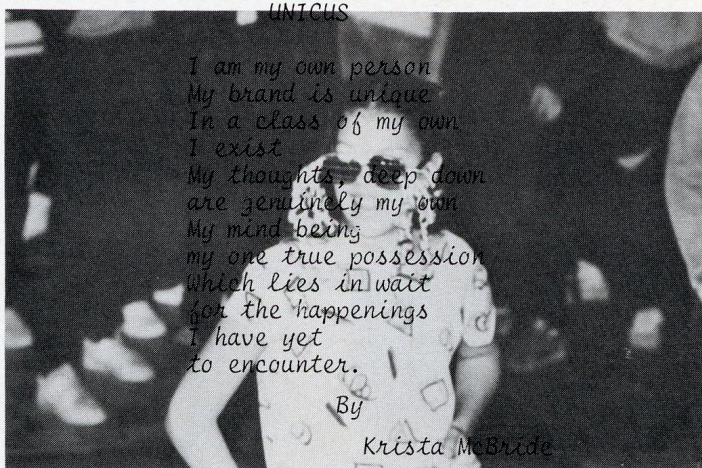 UNICUS
I am my own person
My brand is unique
In a class of my own
I exist
My thoughts, deep down
are genuinely my own
My mind being
my one true possession
Which lies in wait
for the happenings
I have yet
to encounter.
By
Krista McBride